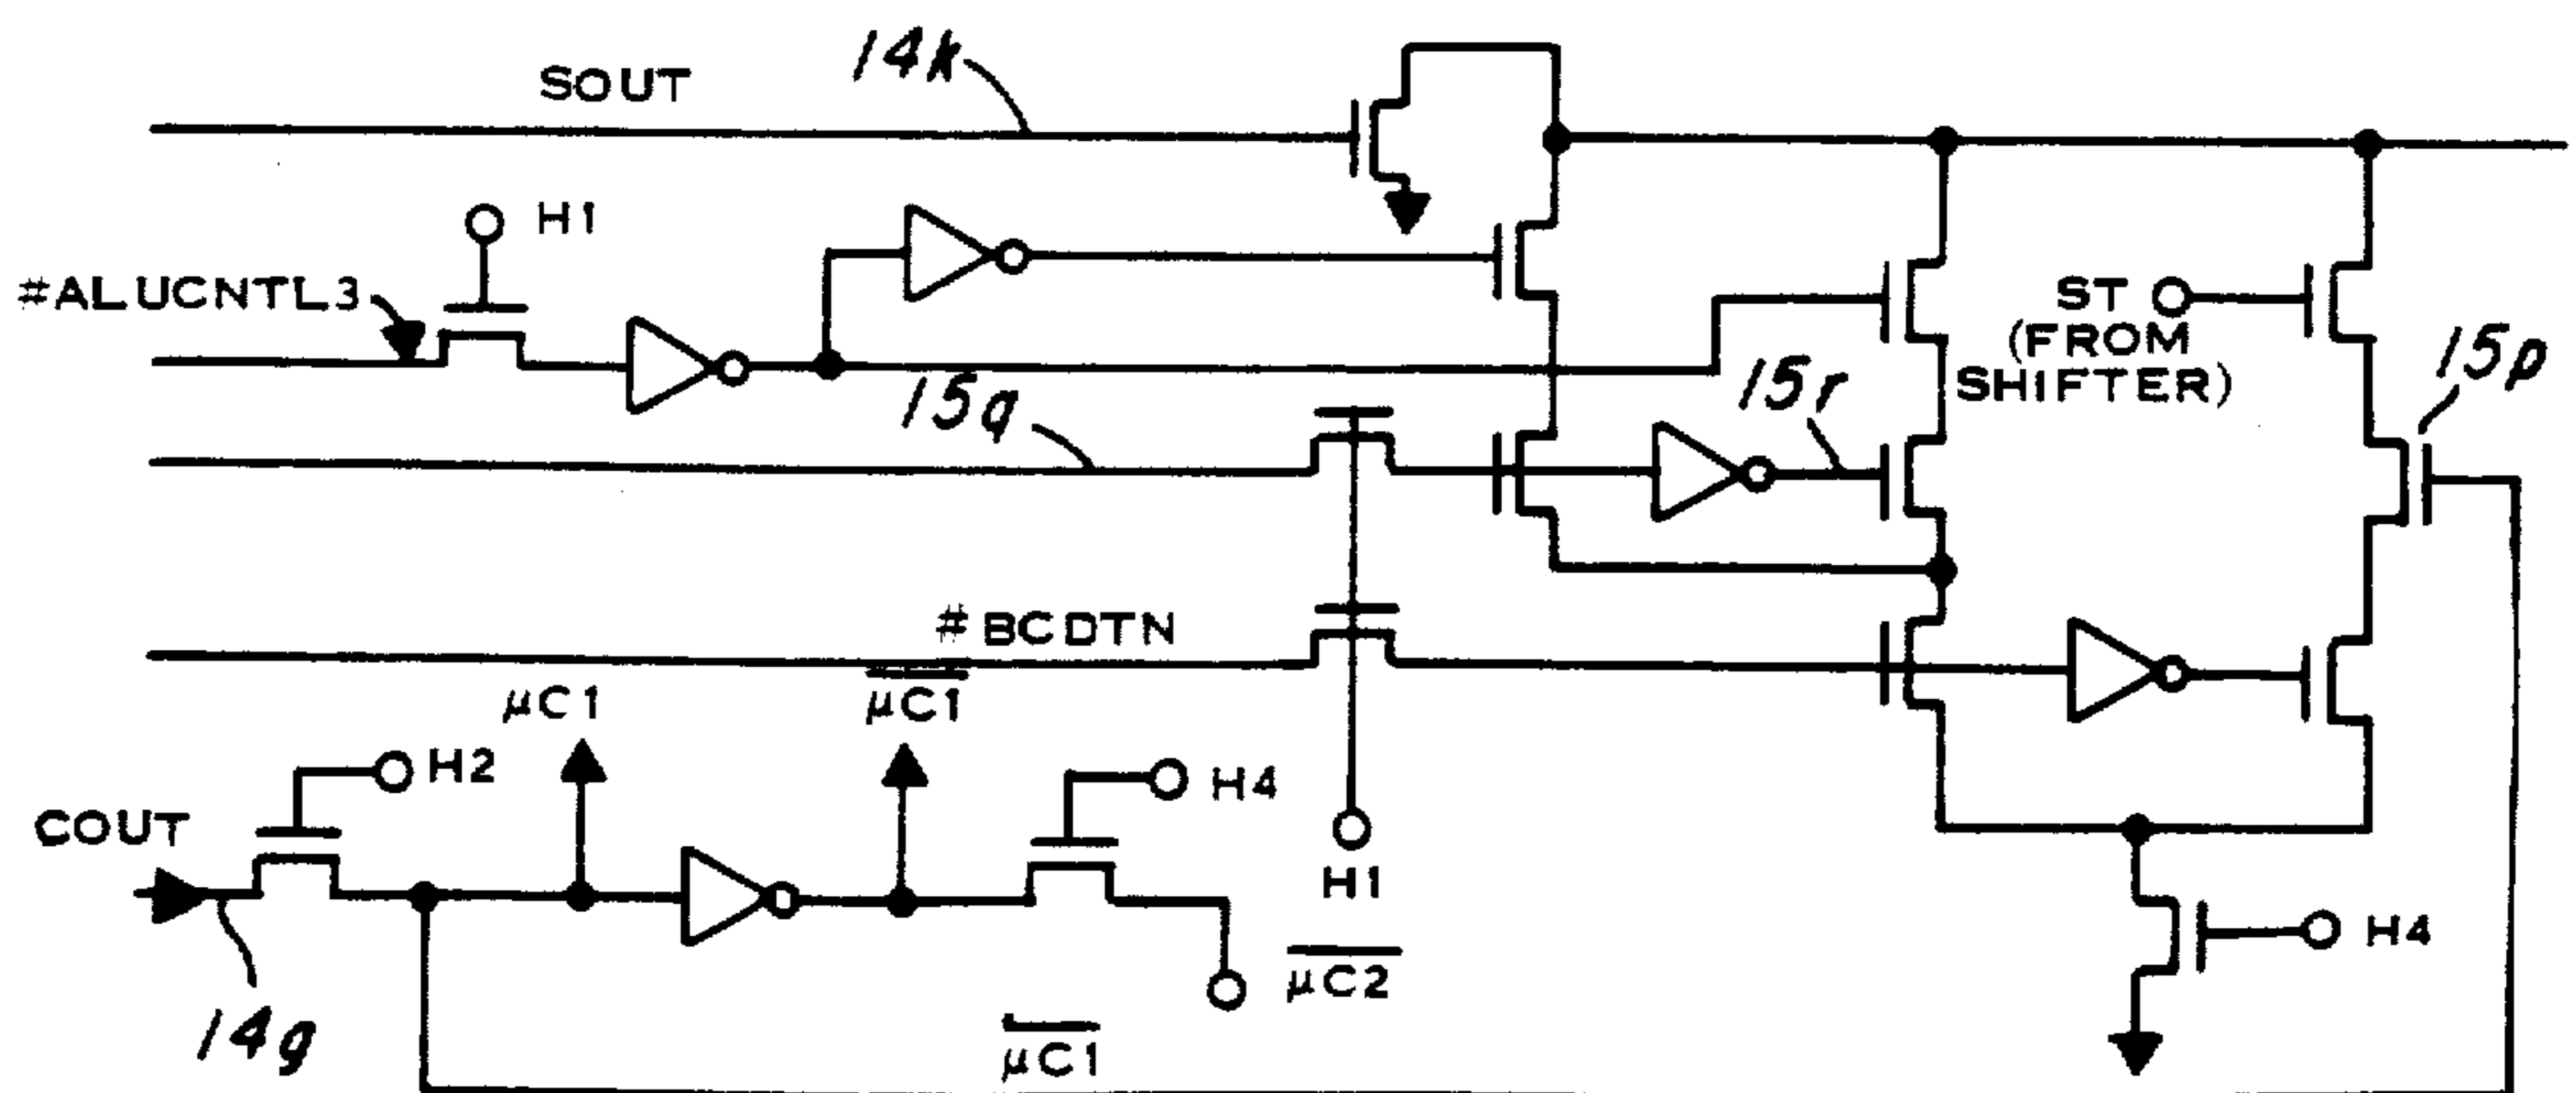 SOUT
14k
H1
#ALUCNTL3
ST
(FROM
SHIFTER)
15p
15q
15r
#BCDTN
μC1
μC1
H2
H4
COUT
H1
H4
μC2
14g
μC1